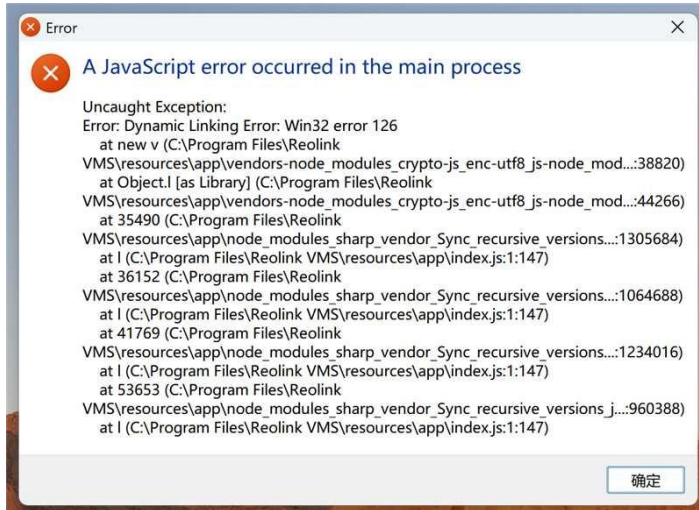 Error
A JavaScript error occurred in the main process
Uncaught Exception:
Error: Dynamic Linking Error: Win32 error 126
at new v (C:\Program Files\Reolink
VMS\resources\app\vendors-node_modules_crypto-js_enc-utf8_js-node_mod...:38820)
at Object.l [as Library] (C:\Program Files\Reolink
VMS\resources\app\vendors-node_modules_crypto-js_enc-utf8_js-node_mod...:44266)
at 35490 (C:\Program Files\Reolink
VMS\resources\app\node_modules_sharp_vendor_Sync_recursive_versions...:1305684)
at l (C:\Program Files\Reolink VMS\resources\app\index.js:1:147)
at 36152 (C:\Program Files\Reolink
VMS\resources\app\node_modules_sharp_vendor_Sync_recursive_versions...:1064688)
at l (C:\Program Files\Reolink VMS\resources\app\index.js:1:147)
at 41769 (C:\Program Files\Reolink
VMS\resources\app\node_modules_sharp_vendor_Sync_recursive_versions...:1234016)
at l (C:\Program Files\Reolink VMS\resources\app\index.js:1:147)
at 53653 (C:\Program Files\Reolink
VMS\resources\app\node_modules_sharp_vendor_Sync_recursive_versions_j...:960388)
at l (C:\Program Files\Reolink VMS\resources\app\index.js:1:147)
确定